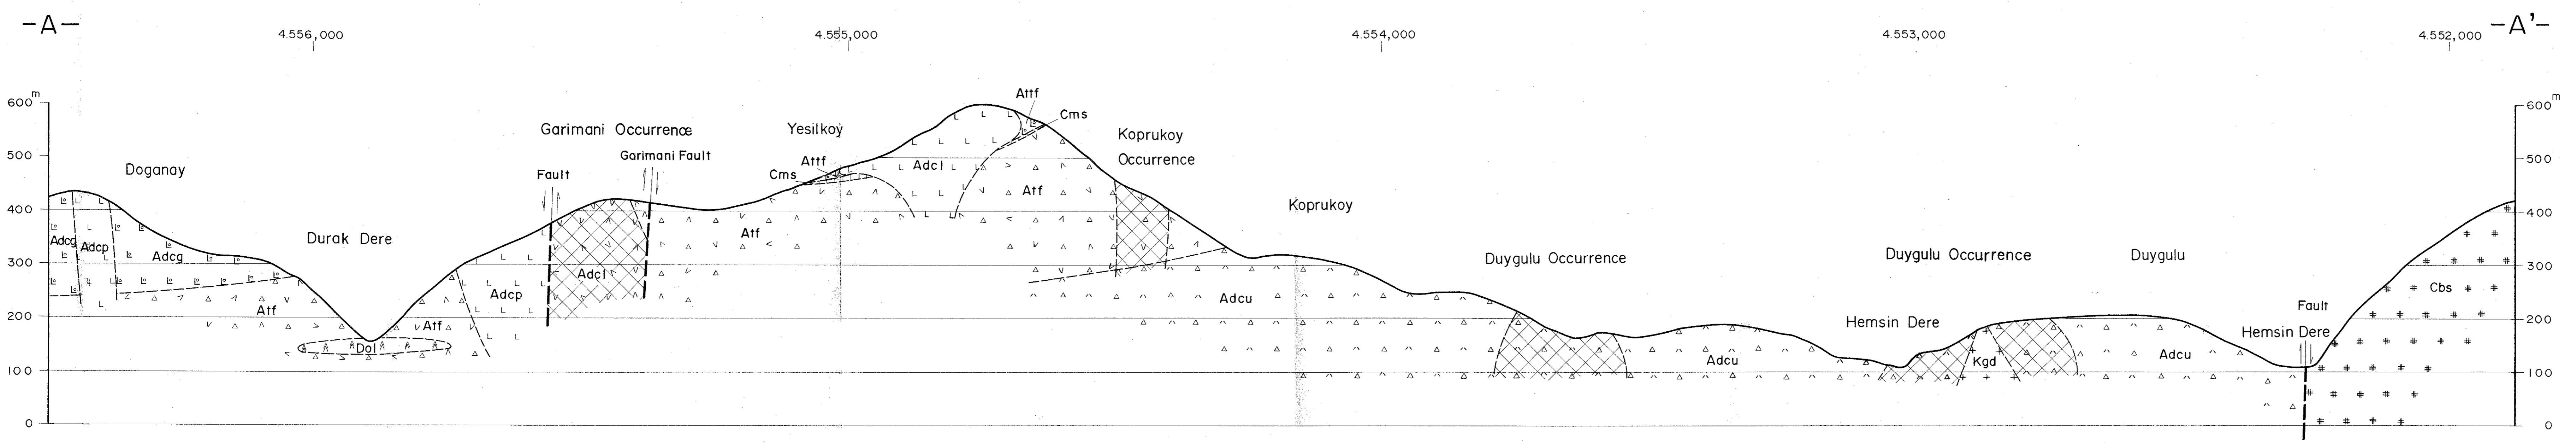 -A-
4.556,000
4.555,000
4.554,000
4.553,000
4.552,000
-A'-
600 m
500
400
300
200
100
0
Doganay
Durak Dere
Garimani Occurrence
Fault
Garimani Fault
Yesilkoy
Attf
Cms
Attf
Cms
Koprukoy
Occurrence
Koprukoy
Duygulu Occurrence
Duygulu Occurrence
Duygulu
Hemsin Dere
Fault
Hemsin Dere
Adcg
Adcp
Adcg
Atf
Dol
Atf
Adcp
Adcl
Atf
Adcl
Atf
Adcu
Adcu
Kgd
Adcu
Cbs
600 m
500
400
300
200
100
0